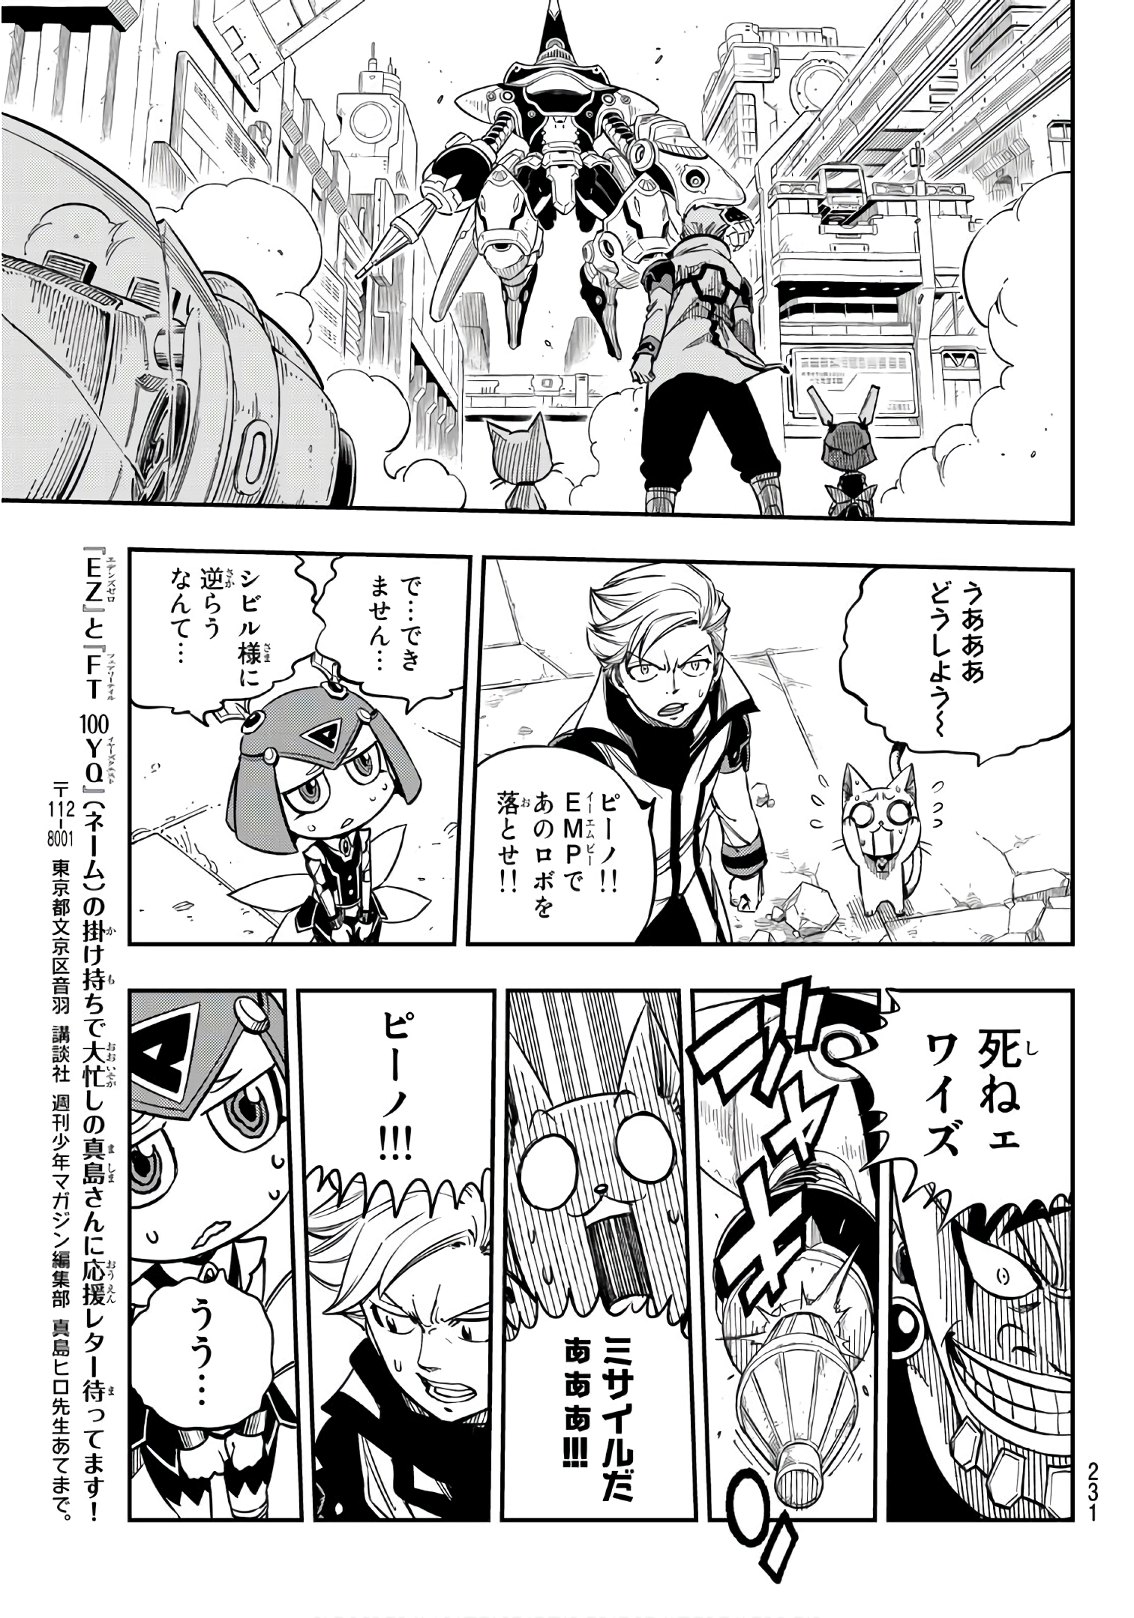 うあああ
どうしよう〜
ピーノ!!
EMPで
あのロボを
落とせ!!
で…でき
ません…
シビル様に
逆らう
なんて…
死ねェ
ワイズ
ジャキ
ミサイルだ
ぁぁぁ!!!
ピーノ!!!
うう…
『EZ』と『FT 100YQ』(ネーム)の掛け持ちで大忙しの真島さんに応援レター待ってます!
〒112-8001 東京都文京区音羽 講談社 週刊少年マガジン編集部 真島ヒロ先生あてまで。
231